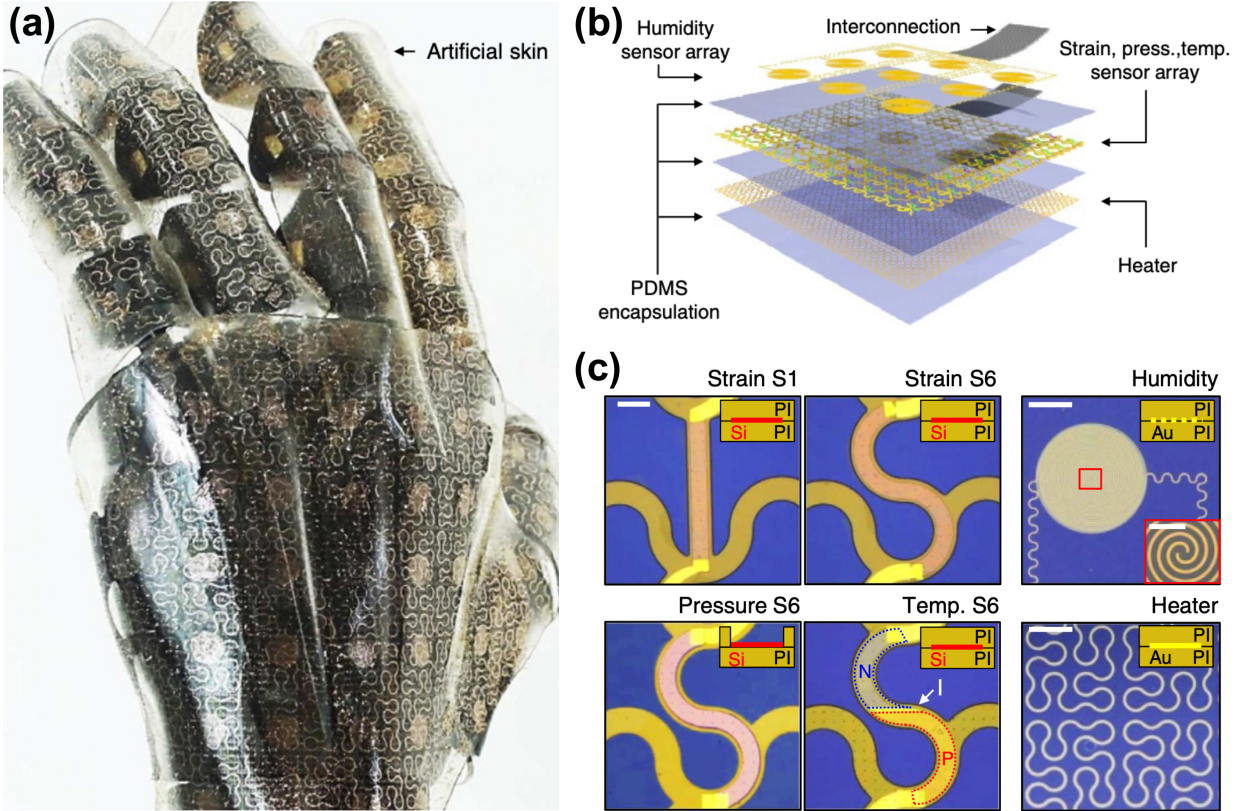 (a)
Artificial skin
(b)
Humidity
sensor array
Interconnection
Strain, press.,temp.
sensor array
PDMS
encapsulation
Heater
(c)
Strain S1
PI
Si PI
Strain S6
PI
Si PI
Humidity
PI
Au PI
Pressure S6
Si PI
Temp. S6
PI
Si PI
N
I
P
Heater
PI
Au PI